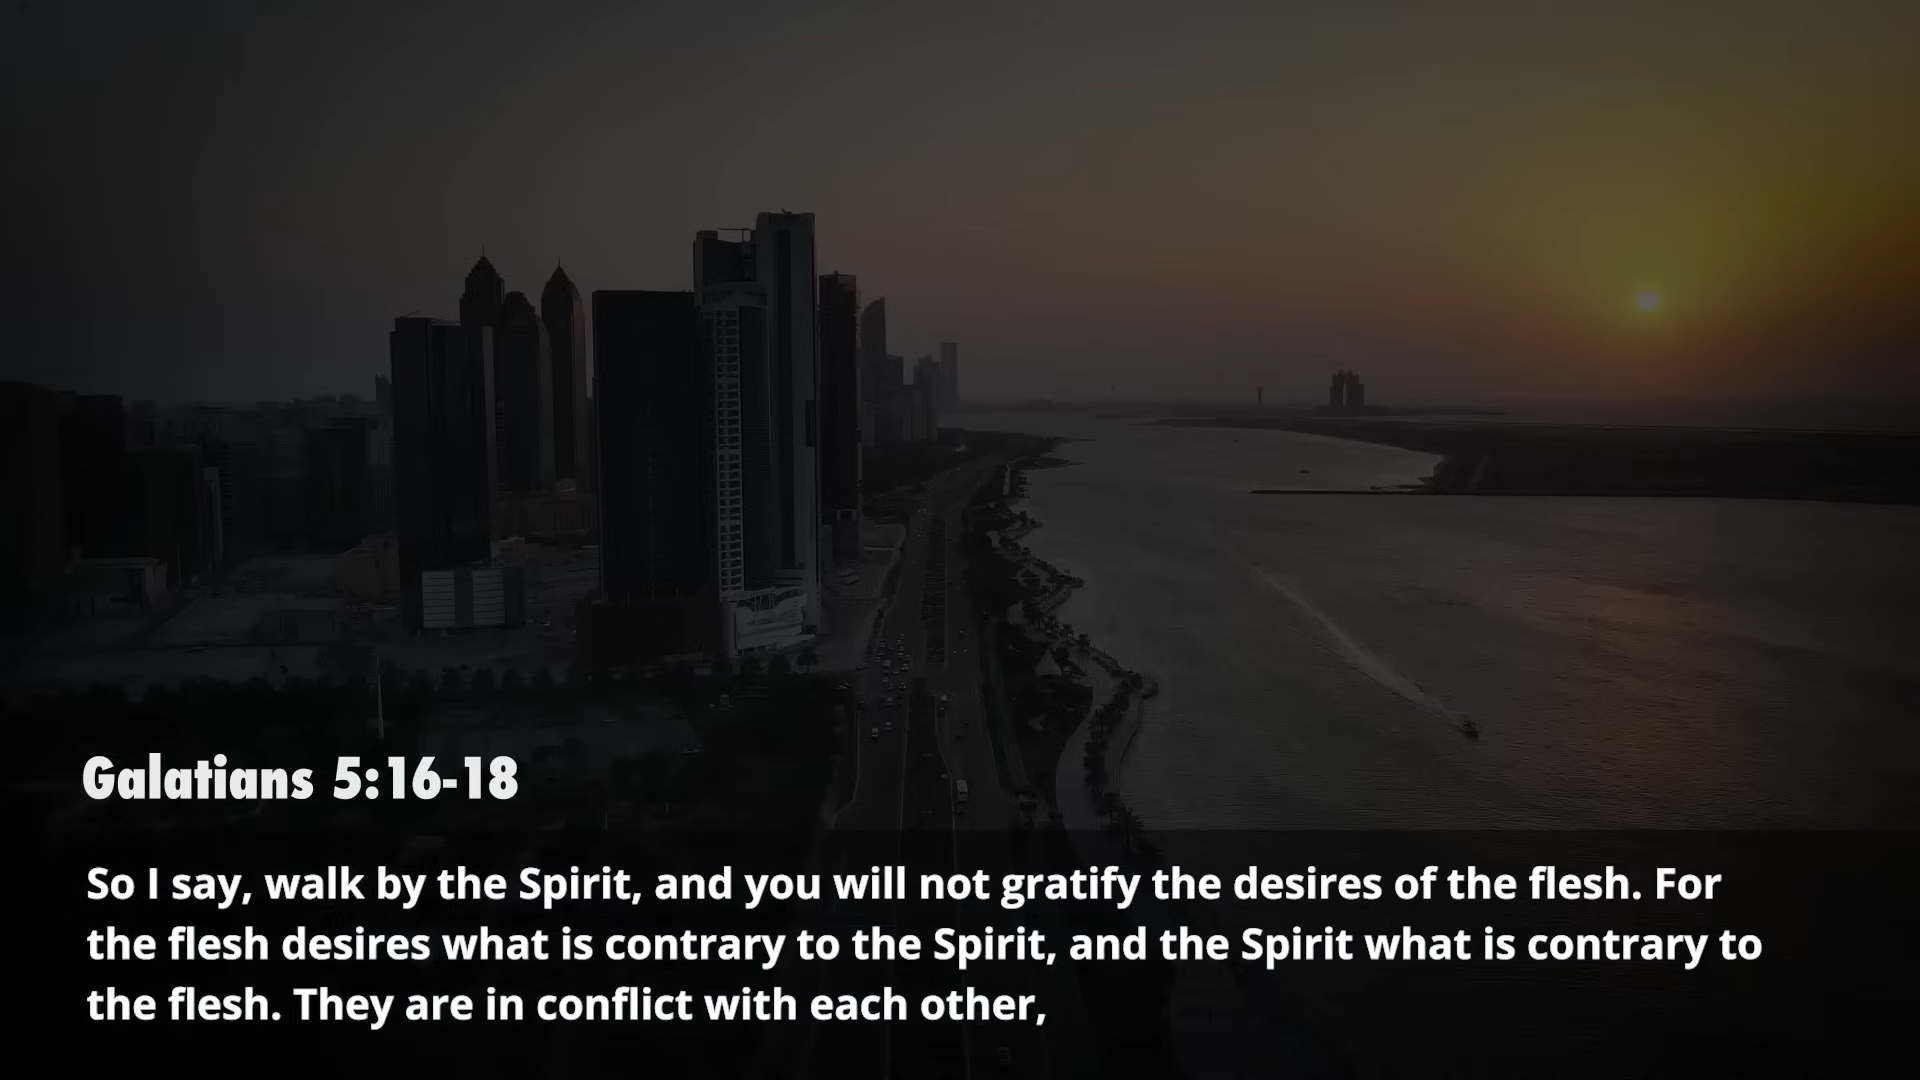 Galatians 5:16-18
So I say, walk by the Spirit, and you will not gratify the desires of the flesh. For
the flesh desires what is contrary to the Spirit, and the Spirit what is contrary to
the flesh. They are in conflict with each other,